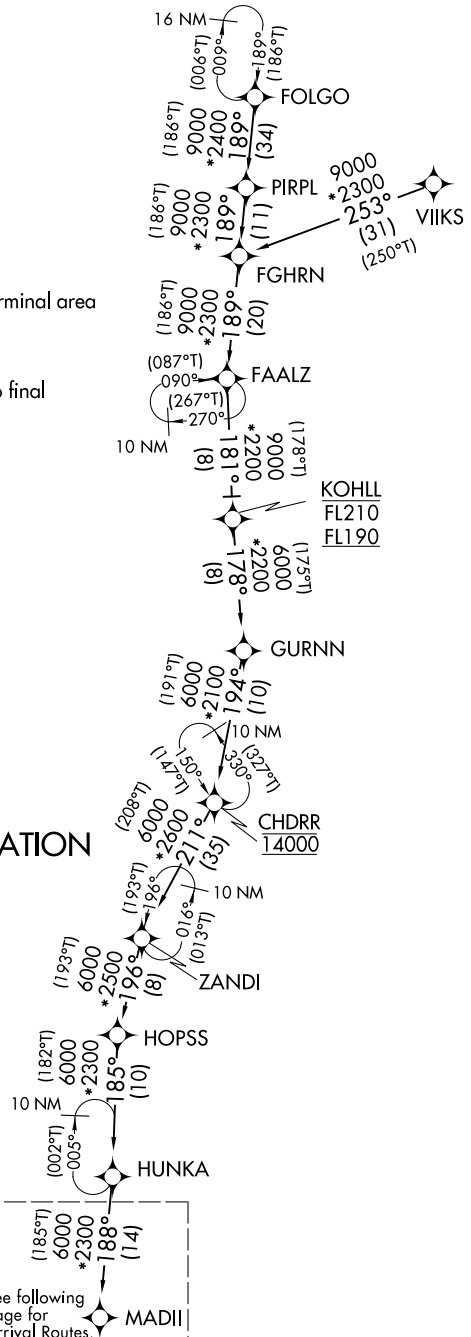 16 NM
(006°T)
009°
189°
(186°T)
FOLGO
(186°T)
9000
*2400
189°
(34)
PIRPL
9000
*2300
253°
(31)
(250°T)
VIIKS
(186°T)
9000
*2300
189°
(11)
FGHRN
rminal area
(186°T)
9000
*2300
189°
(20)
(087°T)
090°
FAALZ
o final
(267°T)
270°
10 NM
(178°T)
9000
*2200
181°
(8)
KOHLL
FL210
FL190
(175°T)
6000
*2200
178°
(8)
GURNN
(191°T)
6000
*2100
194°
(10)
10 NM
150°
(147°T)
330°
(327°T)
CHDRR
14000
ATION
(208°T)
6000
*2600
211°
(35)
10 NM
(193°T)
196°
016°
(013°T)
ZANDI
(193°T)
6000
*2500
196°
(8)
HOPSS
(182°T)
6000
*2300
185°
(10)
10 NM
(002°T)
005°
HUNKA
(185°T)
6000
*2300
188°
(14)
ee following
age for
rrival Routes.
MADII